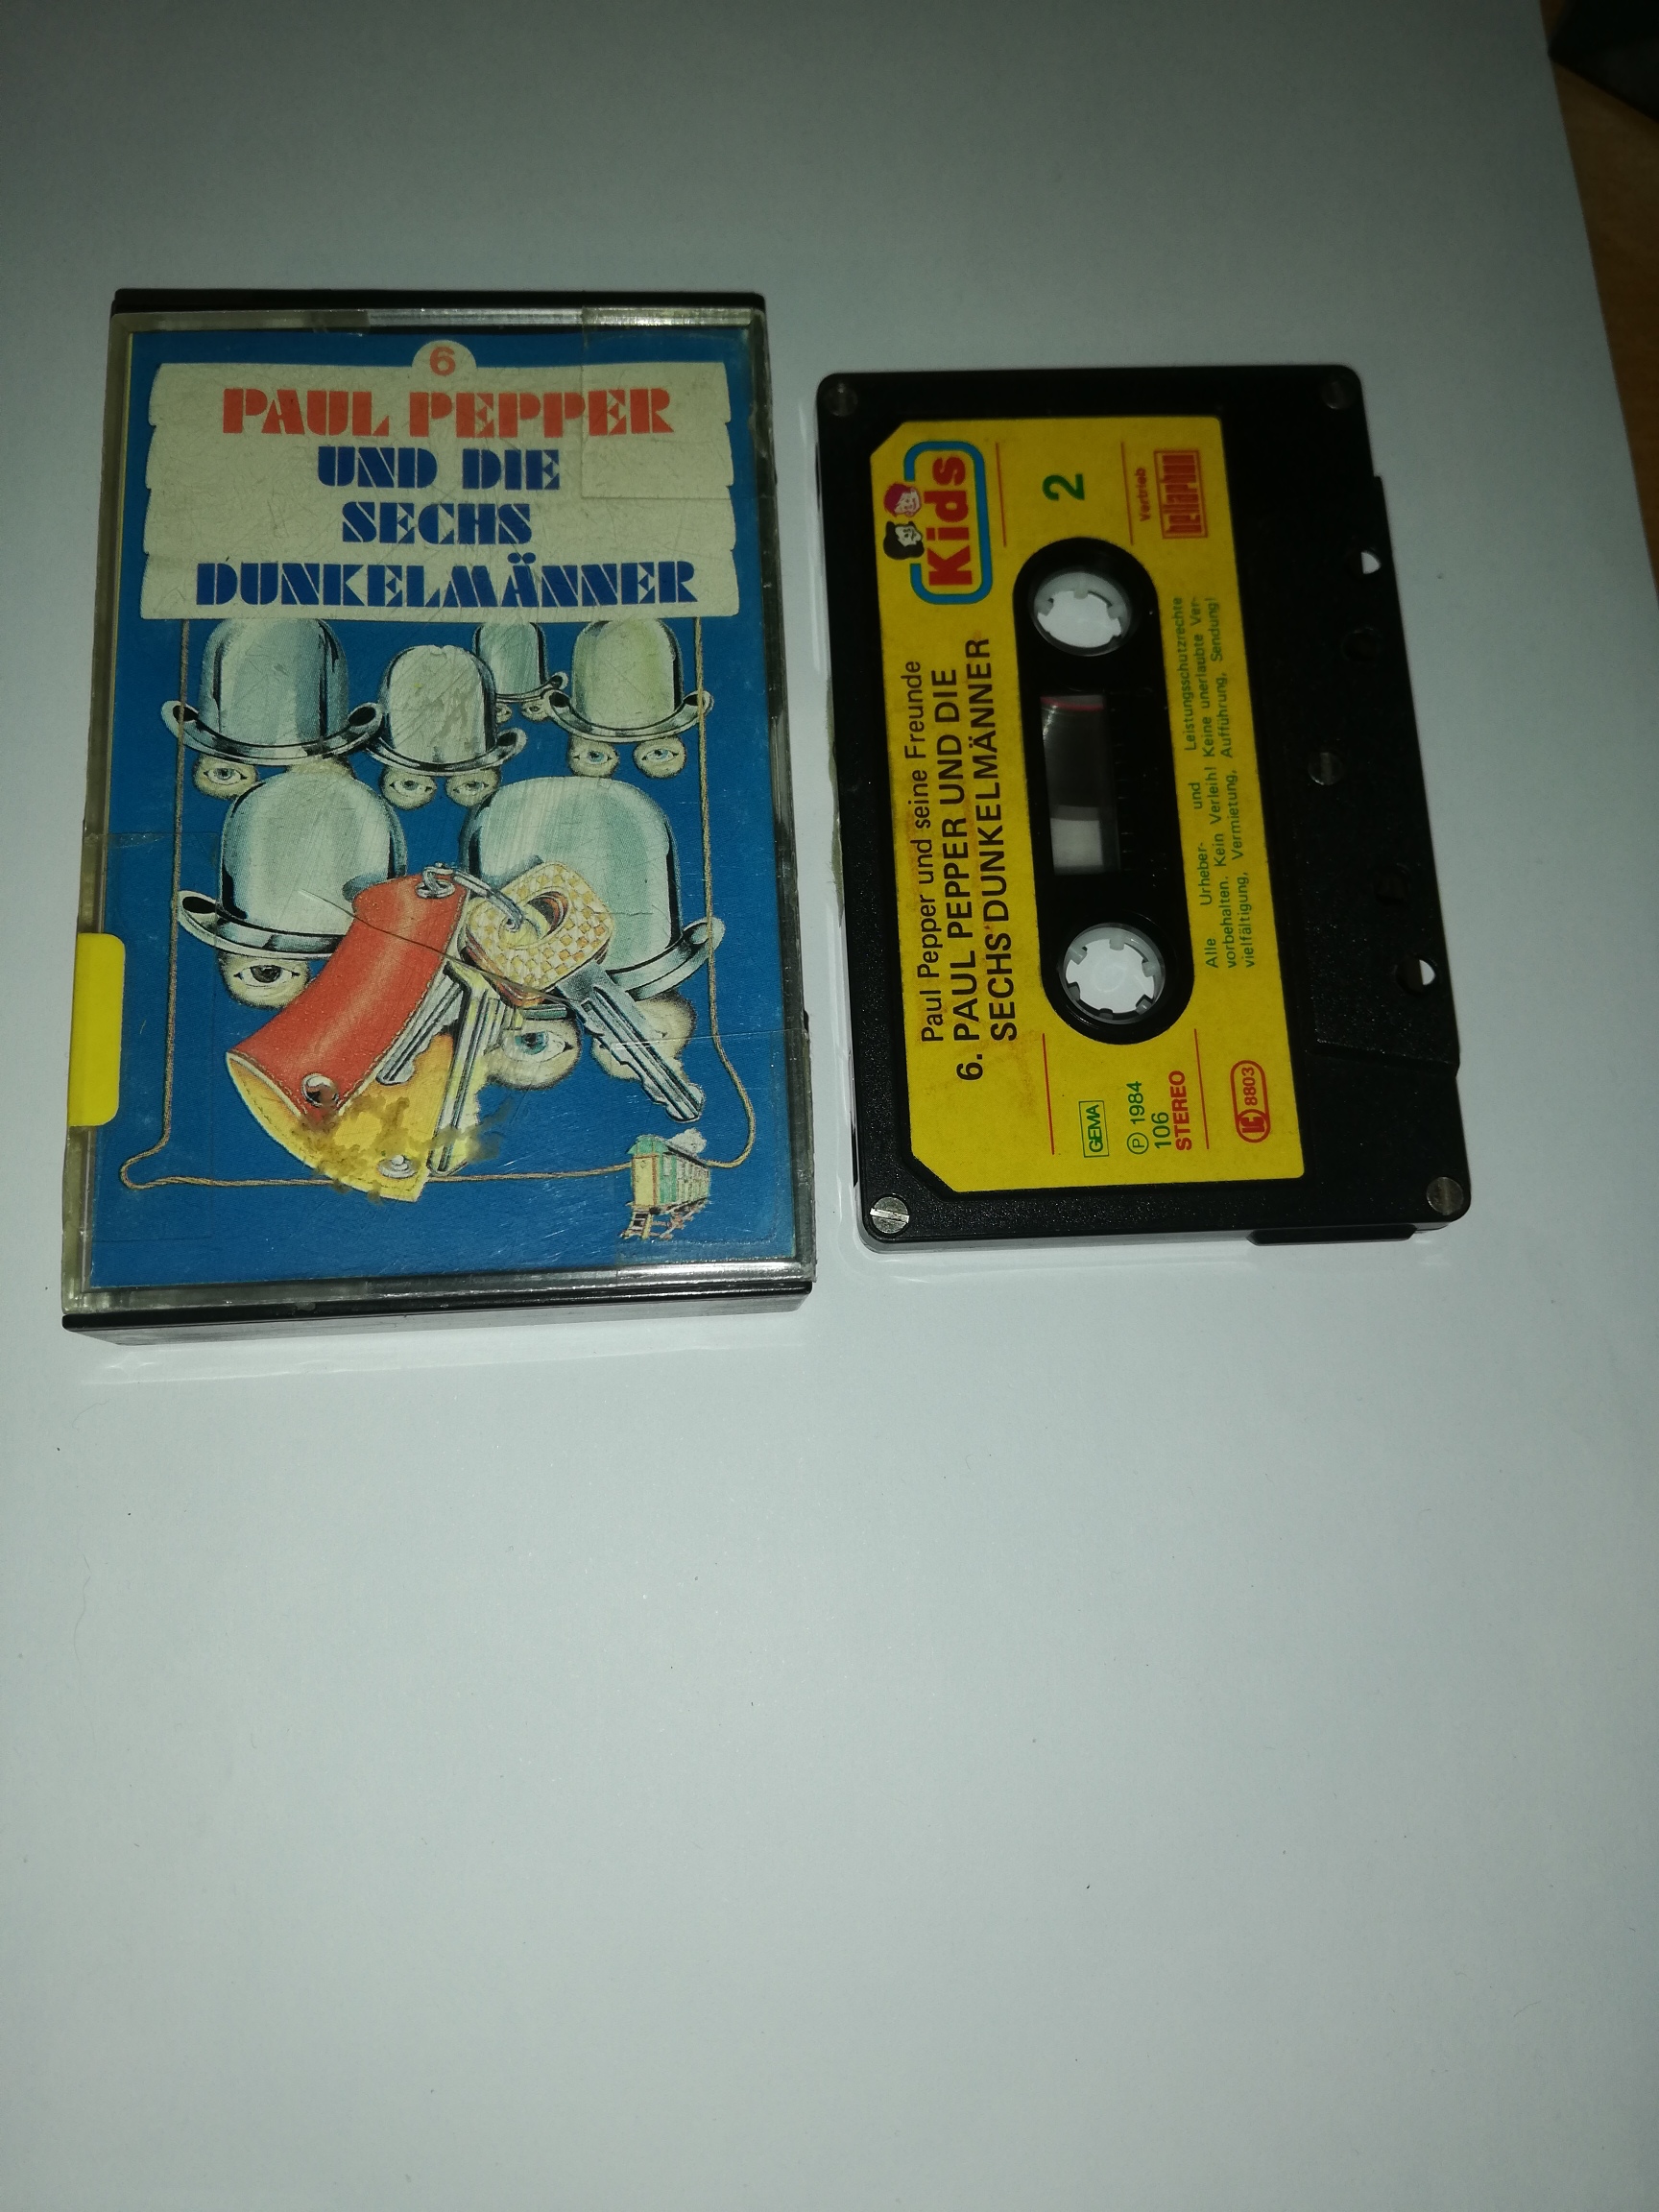 6
PAUL PEPPER
UND DIE
SECHS
DUNKELMÄNNER
Kids
Paul Pepper und seine Freunde
6. PAUL PEPPER UND DIE
SECHS DUNKELMÄNNER
2
Vertrieb
bellaphon
GEMA
Ⓟ 1984
106
STEREO
Alle Urheber- und Leistungsschutzrechte
vorbehalten. Kein Verleih! Keine unerlaubte Ver-
vielfältigung, Vermietung, Aufführung, Sendung!
LC 8803